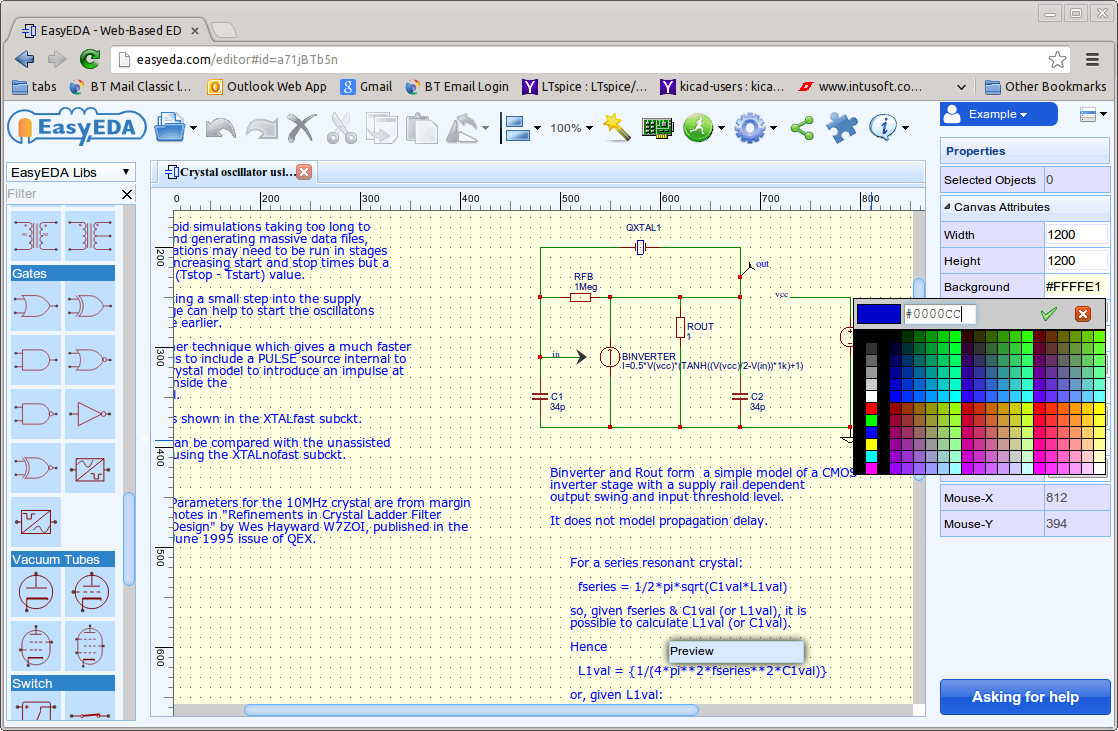 EasyEDA - Web-Based ED
easyeda.com/editor#id=a71jBTb5n
tabs
BT Mail Classic l...
Outlook Web App
Gmail
BT Email Login
LTspice : LTspice/...
kicad-users : kica...
www.intusoft.co...
Other Bookmarks
EasyEDA
100%
Example
EasyEDA Libs
Filter
Gates
Vacuum Tubes
Switch
Crystal oscillator usi...
0
200
300
400
500
600
700
800
200
300
400
500
600
oid simulations taking too long to
nd generating massive data files,
ations may need to be run in stages
ncreasing start and stop times but a
(Tstop - Tstart) value.
ing a small step into the supply
ge can help to start the oscillatons
e earlier.
er technique which gives a much faster
s to include a PULSE source internal to
rystal model to introduce an impulse at
nside the
s shown in the XTALfast subckt.
an be compared with the unassisted
using the XTALnofast subckt.
Parameters for the 10MHz crystal are from margin
notes in "Refinements in Crystal Ladder Filter
Design" by Wes Hayward W7ZOI, published in the
June 1995 issue of QEX.
QXTAL1
out
RFB
1Meg
vcc
ROUT
1
in
BINVERTER
I=0.5*V(vcc)*(TANH((V(vcc)/2-V(in))*1k)+1)
C1
34p
C2
34p
Binverter and Rout form  a simple model of a CMOS
inverter stage with a supply rail dependent
output swing and input threshold level.
It does not model propagation delay.
For a series resonant crystal:
fseries = 1/2*pi*sqrt(C1val*L1val)
so, given fseries & C1val (or L1val), it is
possible to calculate L1val (or C1val).
Hence
Preview
L1val = {1/(4*pi**2*fseries**2*C1val)}
or, given L1val:
Properties
Selected Objects 0
Canvas Attributes
Width 1200
Height 1200
Background #FFFFE1
#0000CC
Mouse-X 812
Mouse-Y 394
Asking for help